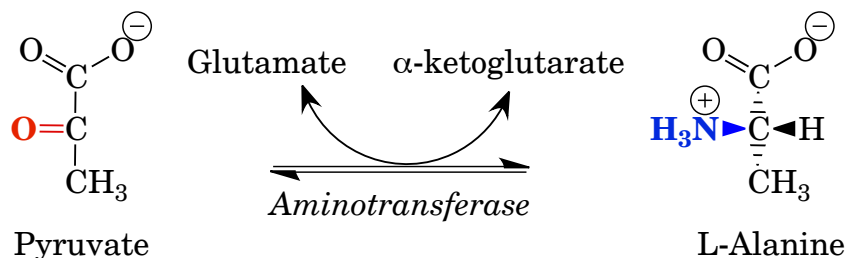 O O −
C
Glutamate α-ketoglutarate
O=C
CH3
Aminotransferase
Pyruvate
O O −
C
+
H3N C H
CH3
L-Alanine